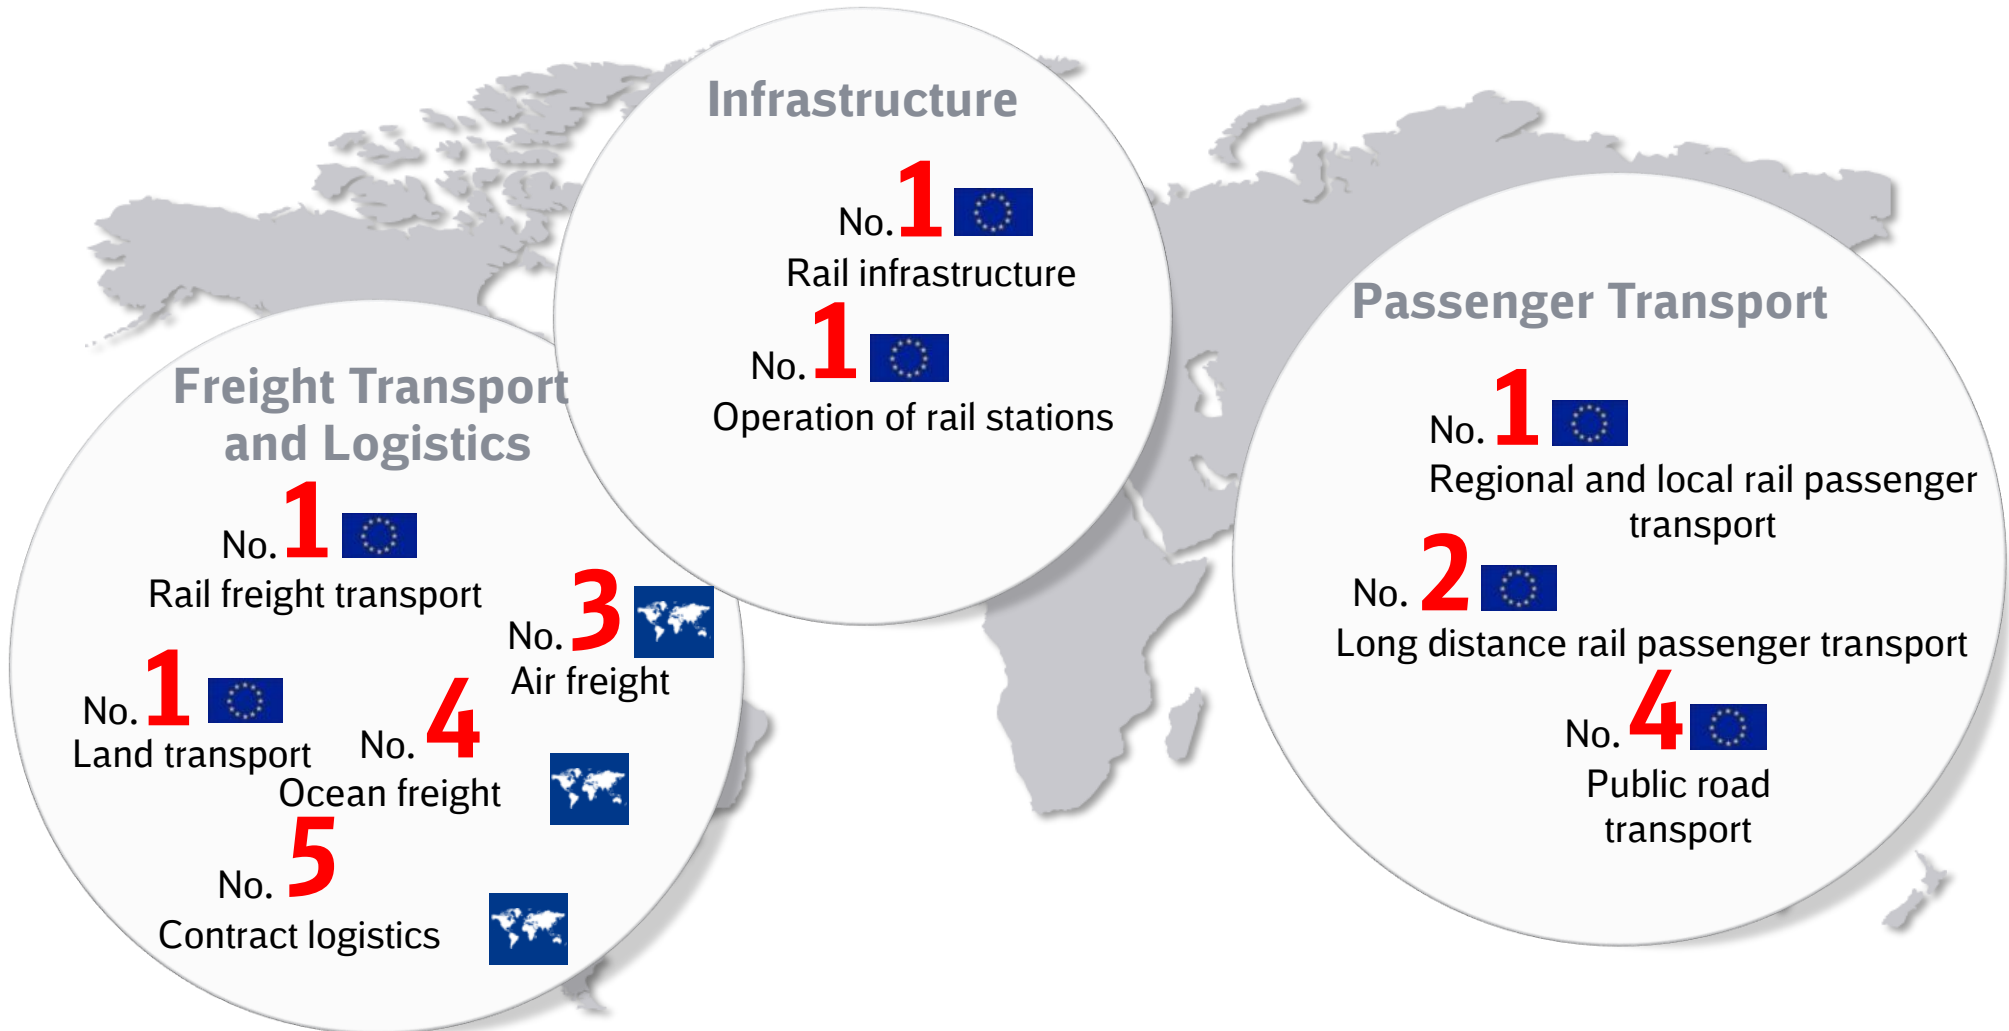 Infrastructure
No. 1
Rail infrastructure
No. 1
Operation of rail stations
Freight Transport
and Logistics
No. 1
Rail freight transport
No. 3
Air freight
No. 1
Land transport
No. 4
Ocean freight
No. 5
Contract logistics
Passenger Transport
No. 1
Regional and local rail passenger
transport
No. 2
Long distance rail passenger transport
No. 4
Public road
transport